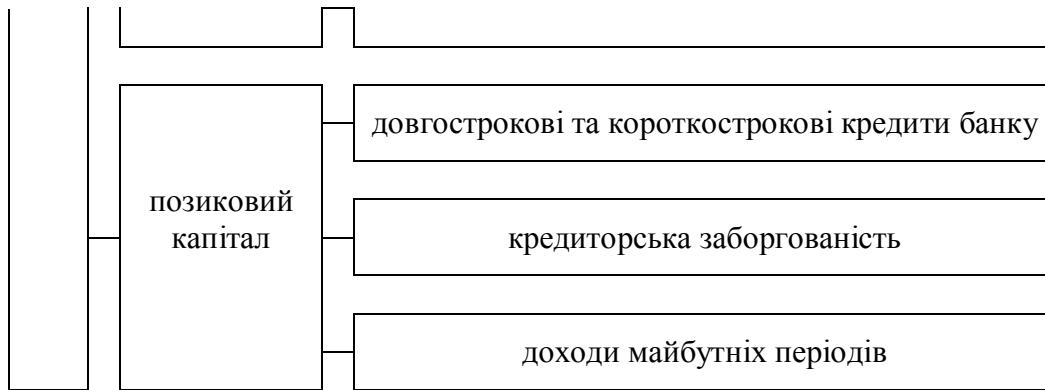 довгострокові та короткострокові кредити банку
позиковий
капітал
кредиторська заборгованість
доходи майбутніх періодів